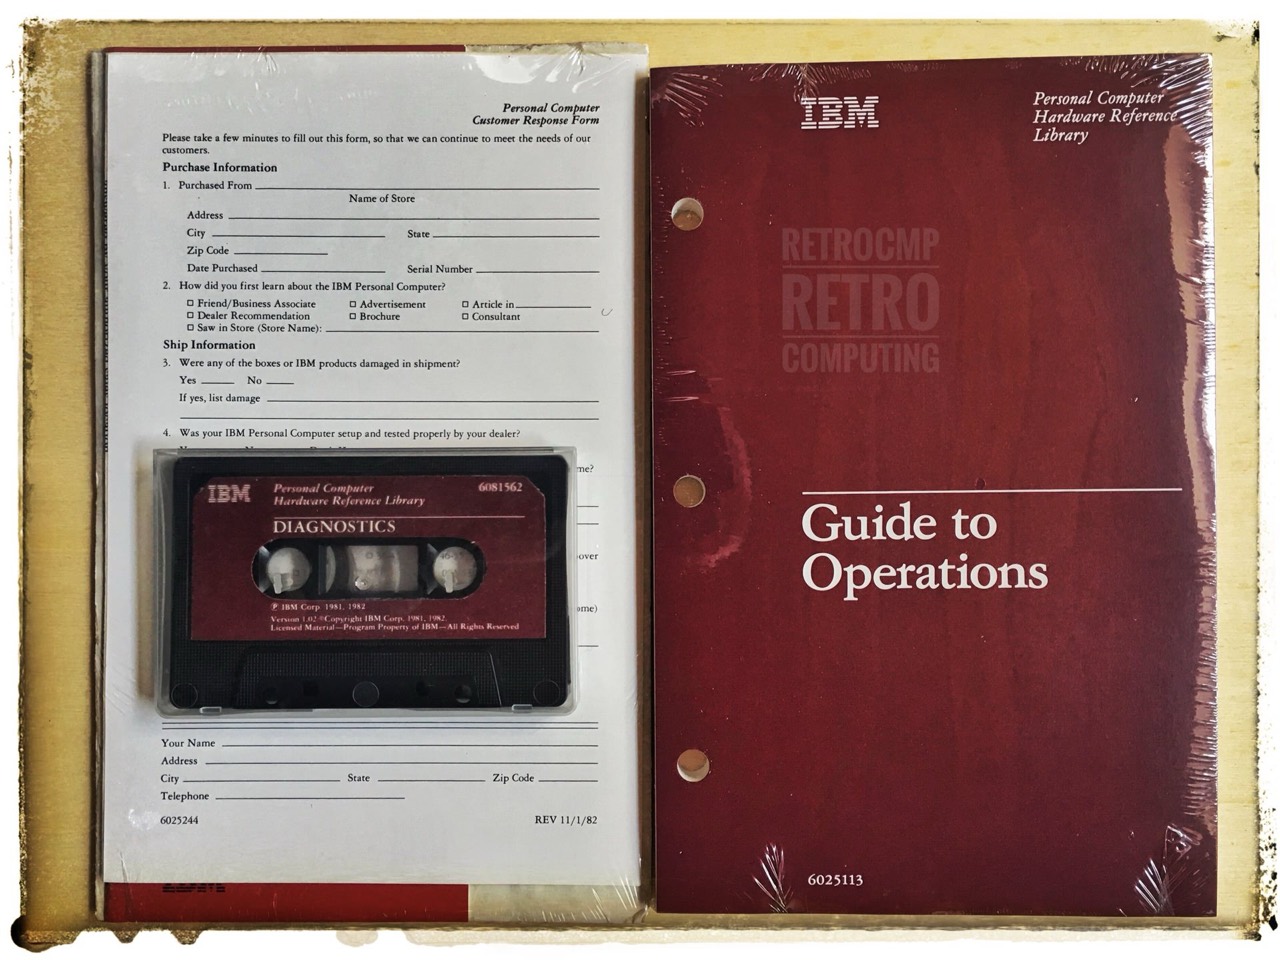 Personal Computer
Customer Response Form
Please take a few minutes to fill out this form, so that we can continue to meet the needs of our
customers.
Purchase Information
1. Purchased From
Name of Store
Address
City State
Zip Code
Date Purchased Serial Number
2. How did you first learn about the IBM Personal Computer?
Friend/Business Associate Advertisement Article in
Dealer Recommendation Brochure Consultant
Saw in Store (Store Name):
Ship Information
3. Were any of the boxes or IBM products damaged in shipment?
Yes No
If yes, list damage
4. Was your IBM Personal Computer setup and tested properly by your dealer?
me?
over
ome)
IBM
Personal Computer
Hardware Reference Library
6081562
DIAGNOSTICS
℗ IBM Corp. 1981, 1982
Version 1.02 ©Copyright IBM Corp. 1981, 1982
Licensed Material—Program Property of IBM—All Rights Reserved
Your Name
Address
City State Zip Code
Telephone
6025244 REV 11/1/82
IBM
IBM
Personal Computer
Hardware Reference
Library
RETROCMP
RETRO
COMPUTING
Guide to
Operations
6025113